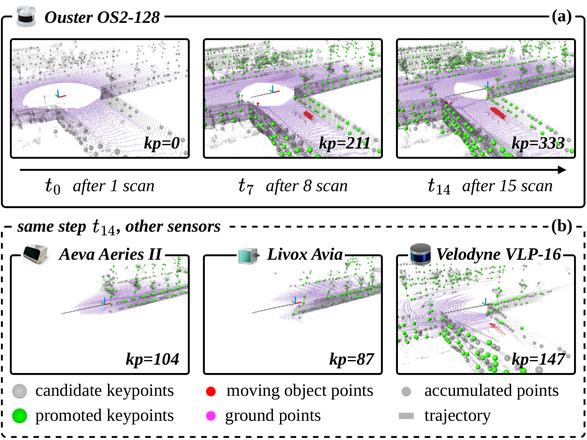 Ouster OS2-128 (a)
kp=0 kp=211 kp=333
t0 after 1 scan t7 after 8 scan t14 after 15 scan
same step t14, other sensors (b)
Aeva Aeries II Livox Avia Velodyne VLP-16
kp=104 kp=87 kp=147
candidate keypoints moving object points accumulated points
promoted keypoints ground points trajectory